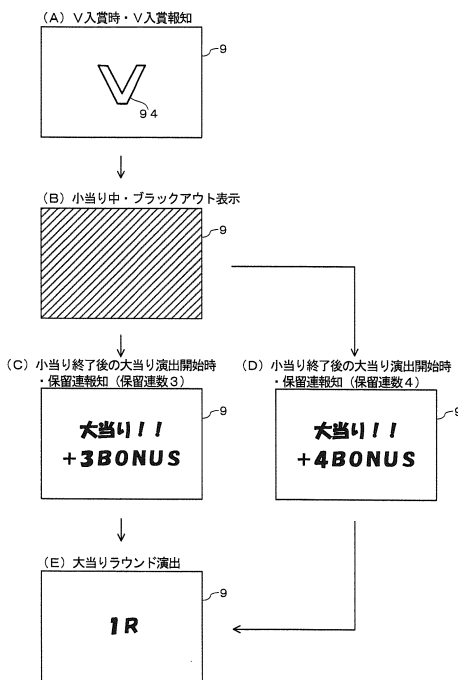 (A) V入賞時・V入賞報知
9
V
94
(B) 小当り中・ブラックアウト表示
9
(C) 小当り終了後の大当り演出開始時
・保留連報知(保留連数3)
9
大当り!!
+3BONUS
(D) 小当り終了後の大当り演出開始時
・保留連報知(保留連数4)
9
大当り!!
+4BONUS
(E) 大当りラウンド演出
9
1R